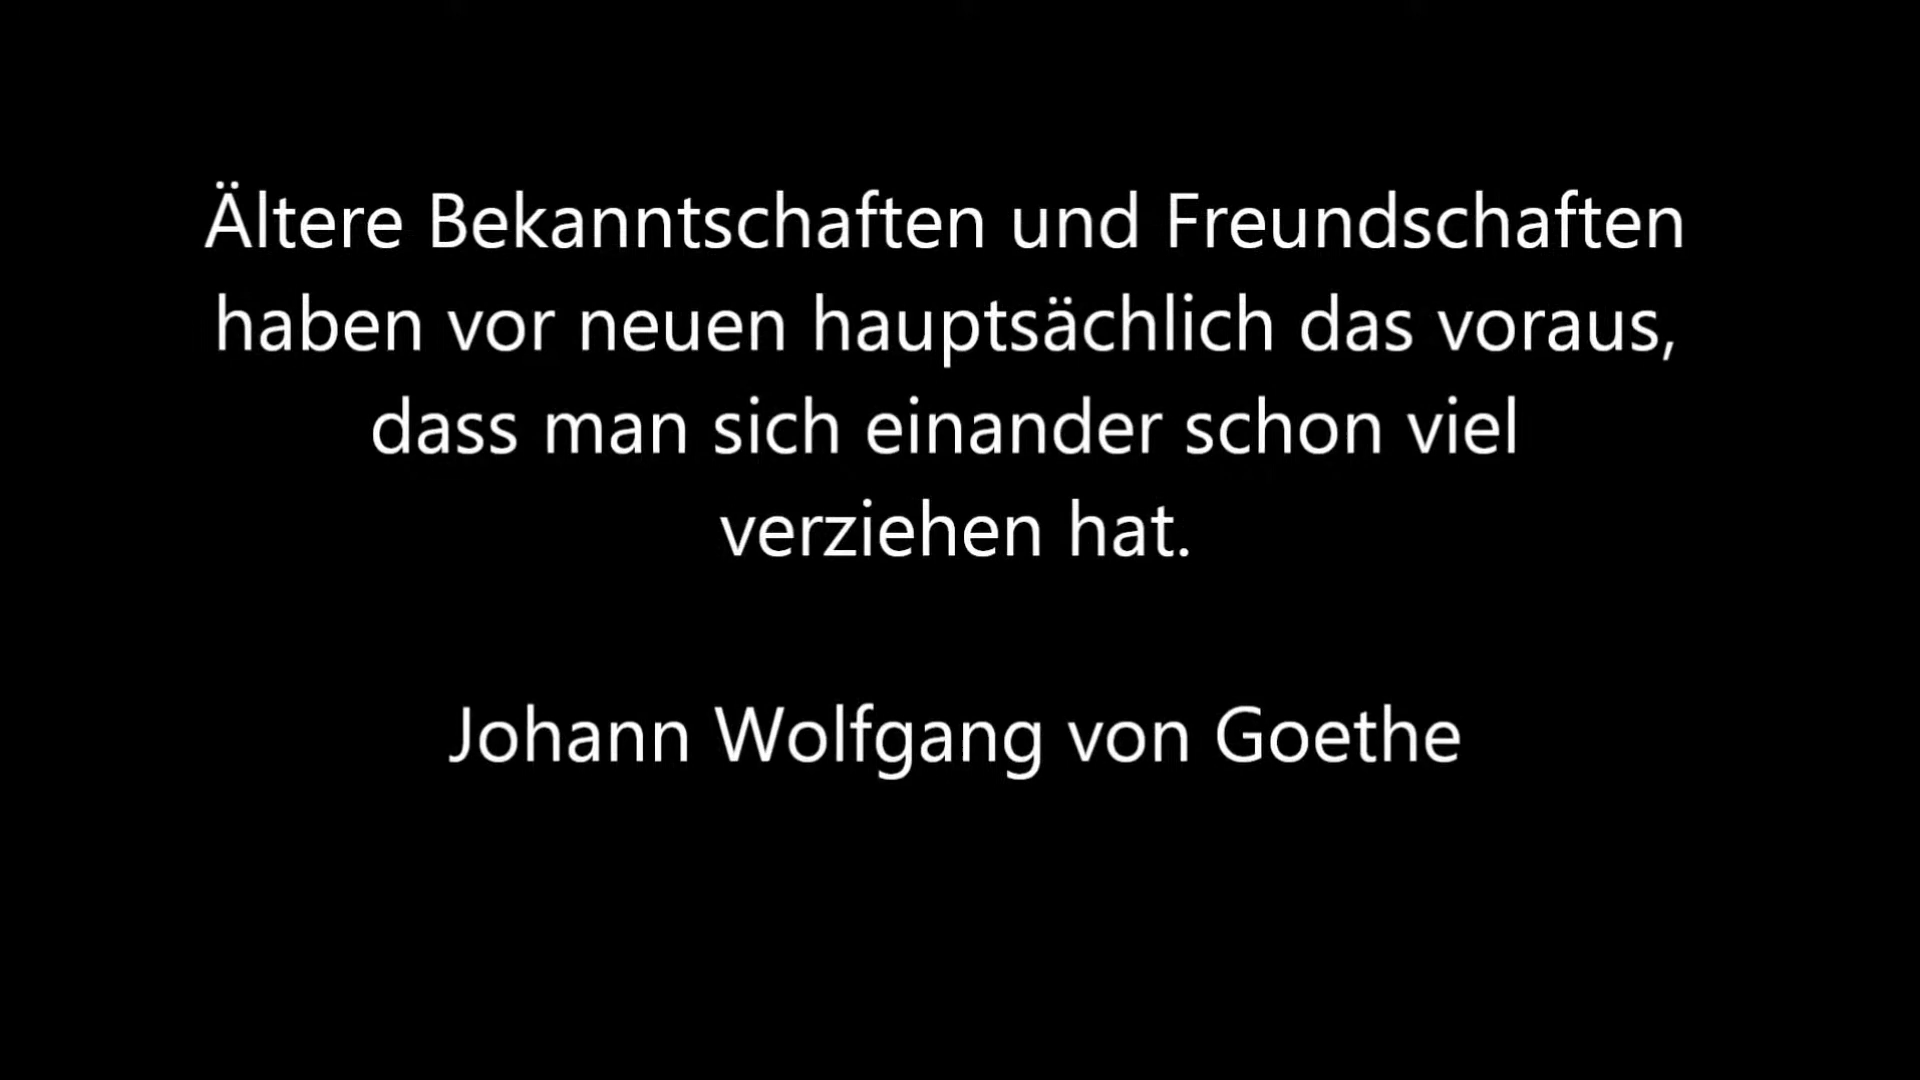 Ältere Bekanntschaften und Freundschaften
haben vor neuen hauptsächlich das voraus,
dass man sich einander schon viel
verziehen hat.
Johann Wolfgang von Goethe